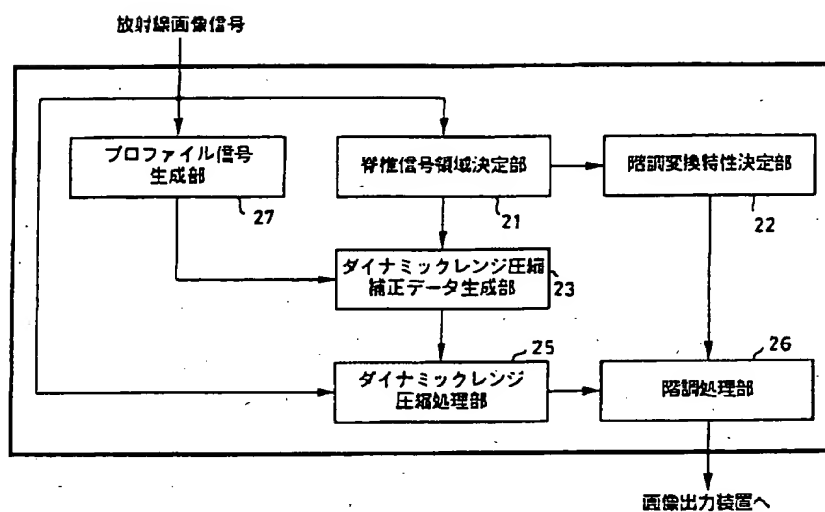 放射線画像信号
プロファイル信号
生成部
27
脊椎信号領域決定部
21
階調変換特性決定部
22
ダイナミックレンジ圧縮
補正データ生成部
23
ダイナミックレンジ
圧縮処理部
25
階調処理部
26
画像出力装置へ